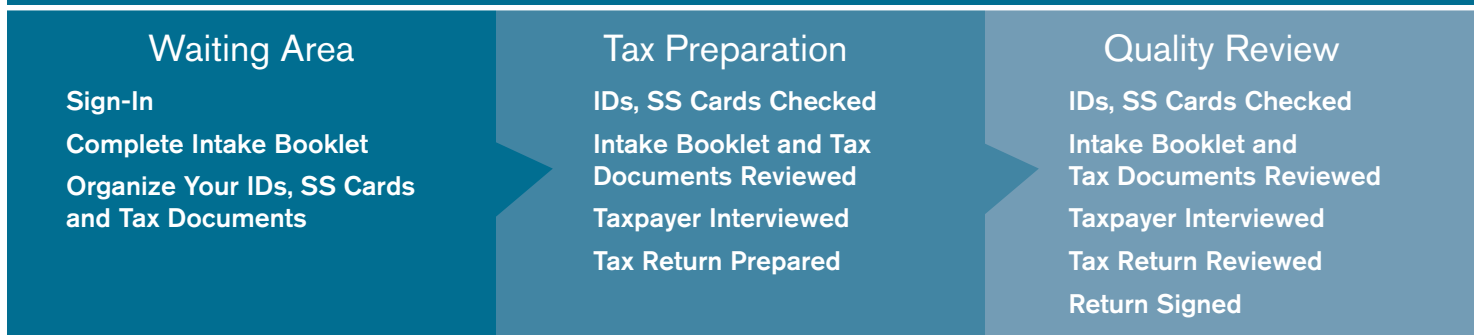 Waiting Area
Sign-In
Complete Intake Booklet
Organize Your IDs, SS Cards
and Tax Documents
Tax Preparation
IDs, SS Cards Checked
Intake Booklet and Tax
Documents Reviewed
Taxpayer Interviewed
Tax Return Prepared
Quality Review
IDs, SS Cards Checked
Intake Booklet and
Tax Documents Reviewed
Taxpayer Interviewed
Tax Return Reviewed
Return Signed